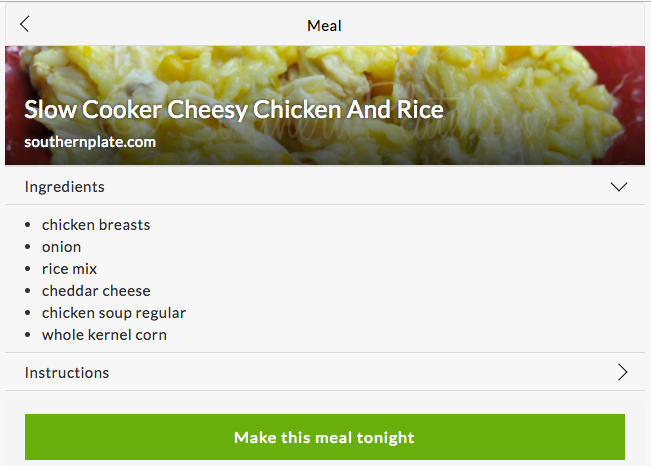 Meal
Slow Cooker Cheesy Chicken And Rice
southernplate.com
Ingredients
chicken breasts
onion
rice mix
cheddar cheese
chicken soup regular
whole kernel corn
Instructions
Make this meal tonight